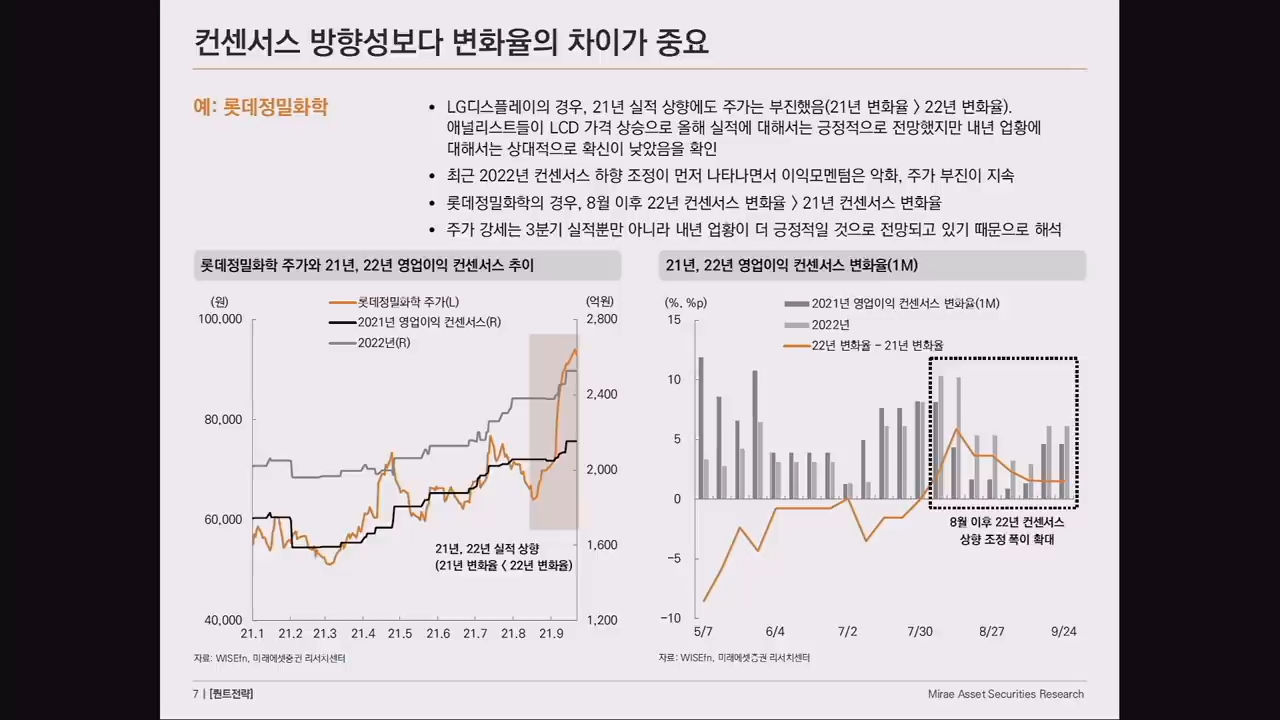 컨센서스 방향성보다 변화율의 차이가 중요
예: 롯데정밀화학
• LG디스플레이의 경우, 21년 실적 상향에도 주가는 부진했음(21년 변화율 > 22년 변화율).
애널리스트들이 LCD 가격 상승으로 올해 실적에 대해서는 긍정적으로 전망했지만 내년 업황에
대해서는 상대적으로 확신이 낮았음을 확인
• 최근 2022년 컨센서스 하향 조정이 먼저 나타나면서 이익모멘텀은 악화, 주가 부진이 지속
• 롯데정밀화학의 경우, 8월 이후 22년 컨센서스 변화율 > 21년 컨센서스 변화율
• 주가 강세는 3분기 실적뿐만 아니라 내년 업황이 더 긍정적일 것으로 전망되고 있기 때문으로 해석
롯데정밀화학 주가와 21년, 22년 영업이익 컨센서스 추이
(원)
(억원)
롯데정밀화학 주가(L)
2021년 영업이익 컨센서스(R)
2022년(R)
100,000
80,000
60,000
40,000
2,800
2,400
2,000
1,600
1,200
21년, 22년 실적 상향
(21년 변화율 < 22년 변화율)
21.1 21.2 21.3 21.4 21.5 21.6 21.7 21.8 21.9
자료: WISEfn, 미래에셋증권 리서치센터
21년, 22년 영업이익 컨센서스 변화율(1M)
(%, %p)
2021년 영업이익 컨센서스 변화율(1M)
2022년
22년 변화율 - 21년 변화율
15
10
5
0
-5
-10
8월 이후 22년 컨센서스
상향 조정 폭이 확대
5/7 6/4 7/2 7/30 8/27 9/24
자료: WISEfn, 미래에셋증권 리서치센터
7 | [퀀트전략]
Mirae Asset Securities Research